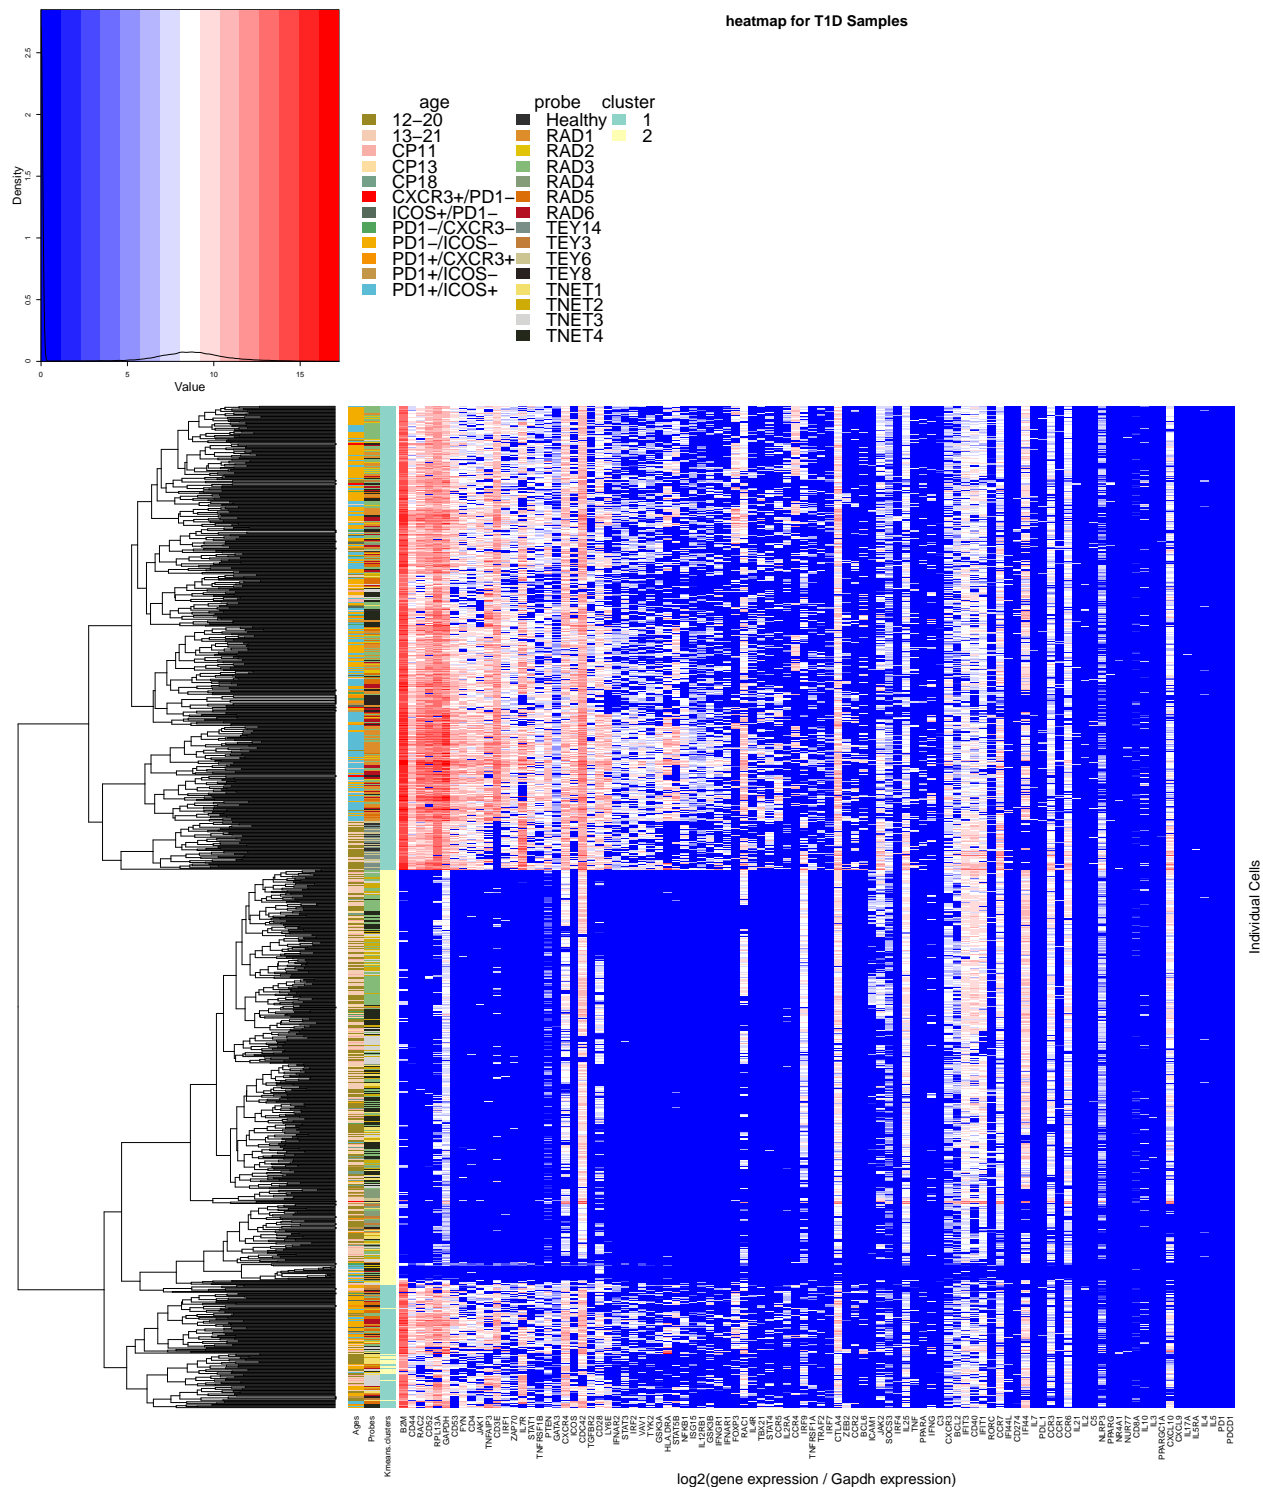 heatmap for T1D Samples
Density
0
0.5
1
1.5
2
2.5
0
5
10
15
Value
age
12−20
13−21
CP11
CP13
CP18
CXCR3+/PD1−
ICOS+/PD1−
PD1−/CXCR3−
PD1−/ICOS−
PD1+/CXCR3+
PD1+/ICOS−
PD1+/ICOS+
probe
Healthy
RAD1
RAD2
RAD3
RAD4
RAD5
RAD6
TEY14
TEY3
TEY6
TEY8
TNET1
TNET2
TNET3
TNET4
cluster
1
2
Individual Cells
Ages
Probes
Kmeans.clusters
B2M
CD44
RAC2
CD52
RPL13A
GAPDH
CD53
FYN
CD4
JAK1
TNFAIP3
CD3E
IRF1
ZAP70
IL7R
STAT1
TNFRSF1B
PTEN
GATA3
CXCR4
ICOS
CDC42
TGFBR2
CD28
LY6E
IFNAR2
STAT3
IRF2
VAV1
TYK2
GSK3A
HLA.DRA
STAT5B
NFKB1
ISG15
IL12RB1
GSK3B
IFNGR1
IFNAR1
FOXP3
RAC1
IL4R
TBX21
STAT4
CCR5
IL2RA
CCR4
IRF9
TNFRSF1A
TRAF2
IRF7
CTLA4
ZEB2
CCR2
BCL6
ICAM1
JAK2
SOCS3
IRF4
IL25
TNF
PPARA
IFNG
C3
CXCR3
BCL2
IFIT3
CD40
IFIT1
RORC
CCR7
IFI44L
CD274
IFI44
IL7
PDL1
CCR3
CCR1
CCR6
IL21
IL2
C5
NLRP3
PPARG
NR4A1
NUR77
CD8A
IL10
IL3
PPARGC1A
CXCL10
CXCL9
IL17A
IL5RA
IL4
IL5
PD1
PDCD1
log2(gene expression / Gapdh expression)